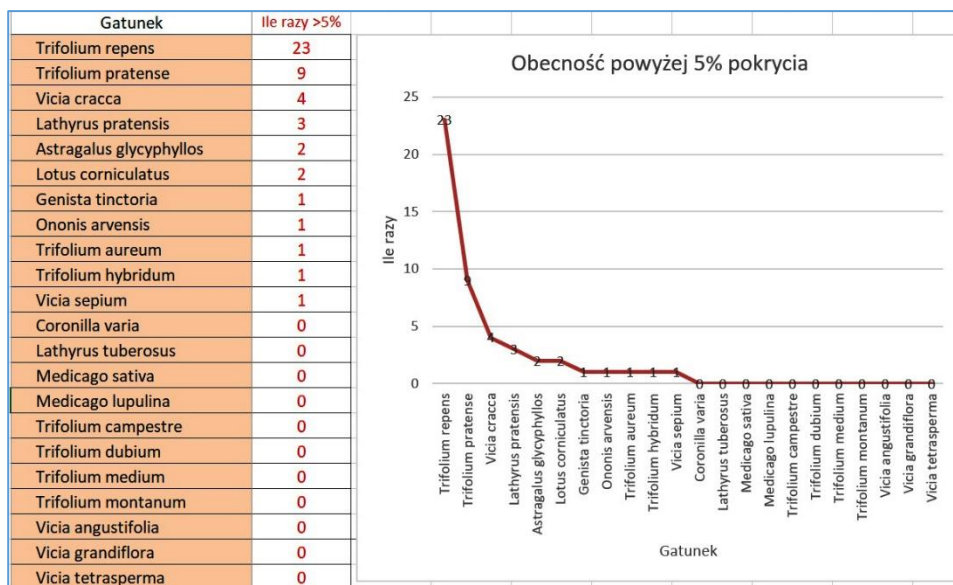 Gatunek Ile razy >5%
Trifolium repens 23
Trifolium pratense 9
Vicia cracca 4
Lathyrus pratensis 3
Astragalus glycyphyllos 2
Lotus corniculatus 2
Genista tinctoria 1
Ononis arvensis 1
Trifolium aureum 1
Trifolium hybridum 1
Vicia sepium 1
Coronilla varia 0
Lathyrus tuberosus 0
Medicago sativa 0
Medicago lupulina 0
Trifolium campestre 0
Trifolium dubium 0
Trifolium medium 0
Trifolium montanum 0
Vicia angustifolia 0
Vicia grandiflora 0
Vicia tetrasperma 0
Obecność powyżej 5% pokrycia
Ile razy
25
20
15
10
5
0
23
9
4
3
2
2
1
1
1
1
1
0
0
0
0
0
0
0
0
0
0
0
Trifolium repens
Trifolium pratense
Vicia cracca
Lathyrus pratensis
Astragalus glycyphyllos
Lotus corniculatus
Genista tinctoria
Ononis arvensis
Trifolium aureum
Trifolium hybridum
Vicia sepium
Coronilla varia
Lathyrus tuberosus
Medicago sativa
Medicago lupulina
Trifolium campestre
Trifolium dubium
Trifolium medium
Trifolium montanum
Vicia angustifolia
Vicia grandiflora
Vicia tetrasperma
Gatunek